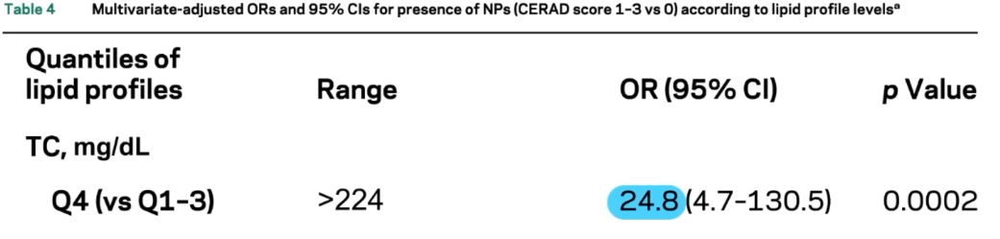 Table 4 Multivariate-adjusted ORs and 95% CIs for presence of NPs (CERAD score 1–3 vs 0) according to lipid profile levelsᵃ
Quantiles of
lipid profiles Range OR (95% CI) p Value
TC, mg/dL
Q4 (vs Q1–3) >224 24.8 (4.7–130.5) 0.0002